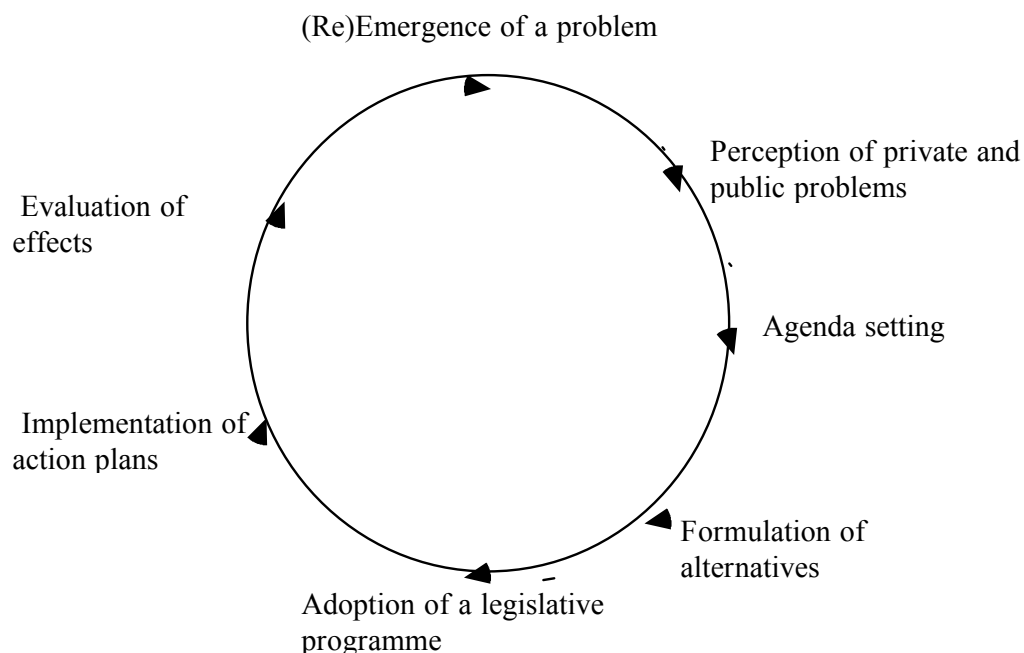 (Re)Emergence of a problem
Perception of private and
public problems
Agenda setting
Formulation of
alternatives
Adoption of a legislative
programme
Implementation of
action plans
Evaluation of
effects